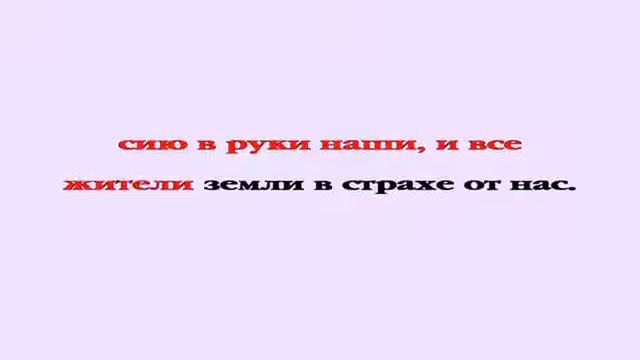 сию в руки наши, и все
жители земли в страхе от нас.